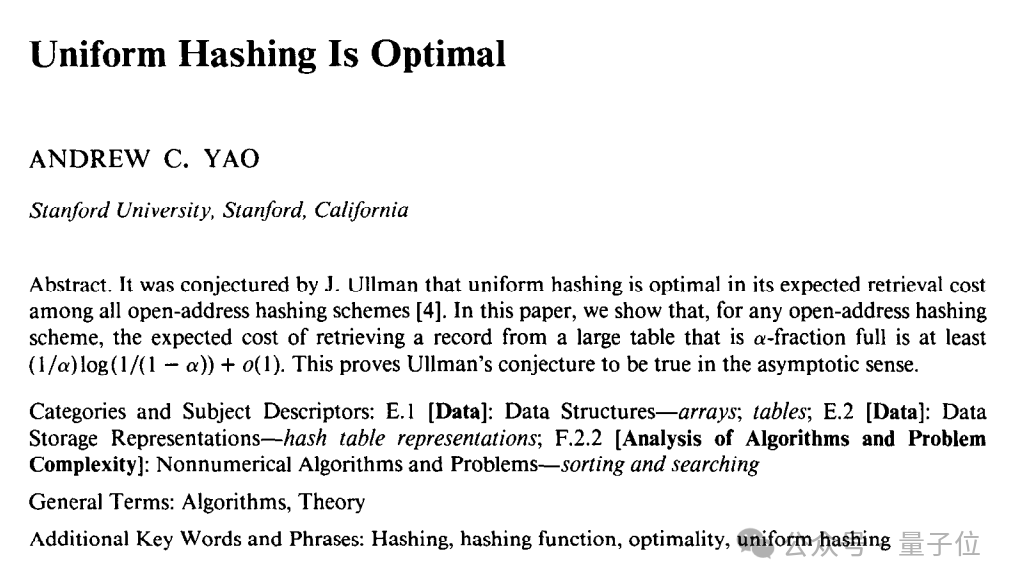 Uniform Hashing Is Optimal
ANDREW C. YAO
Stanford University, Stanford, California
Abstract. It was conjectured by J. Ullman that uniform hashing is optimal in its expected retrieval cost
among all open-address hashing schemes [4]. In this paper, we show that, for any open-address hashing
scheme, the expected cost of retrieving a record from a large table that is α-fraction full is at least
(1/α)log(1/(1 − α)) + o(1). This proves Ullman's conjecture to be true in the asymptotic sense.
Categories and Subject Descriptors: E.1 [Data]: Data Structures—arrays; tables; E.2 [Data]: Data
Storage Representations—hash table representations; F.2.2 [Analysis of Algorithms and Problem
Complexity]: Nonnumerical Algorithms and Problems—sorting and searching
General Terms: Algorithms, Theory
Additional Key Words and Phrases: Hashing, hashing function, optimality, uniform hashing
公众号 · 量子位